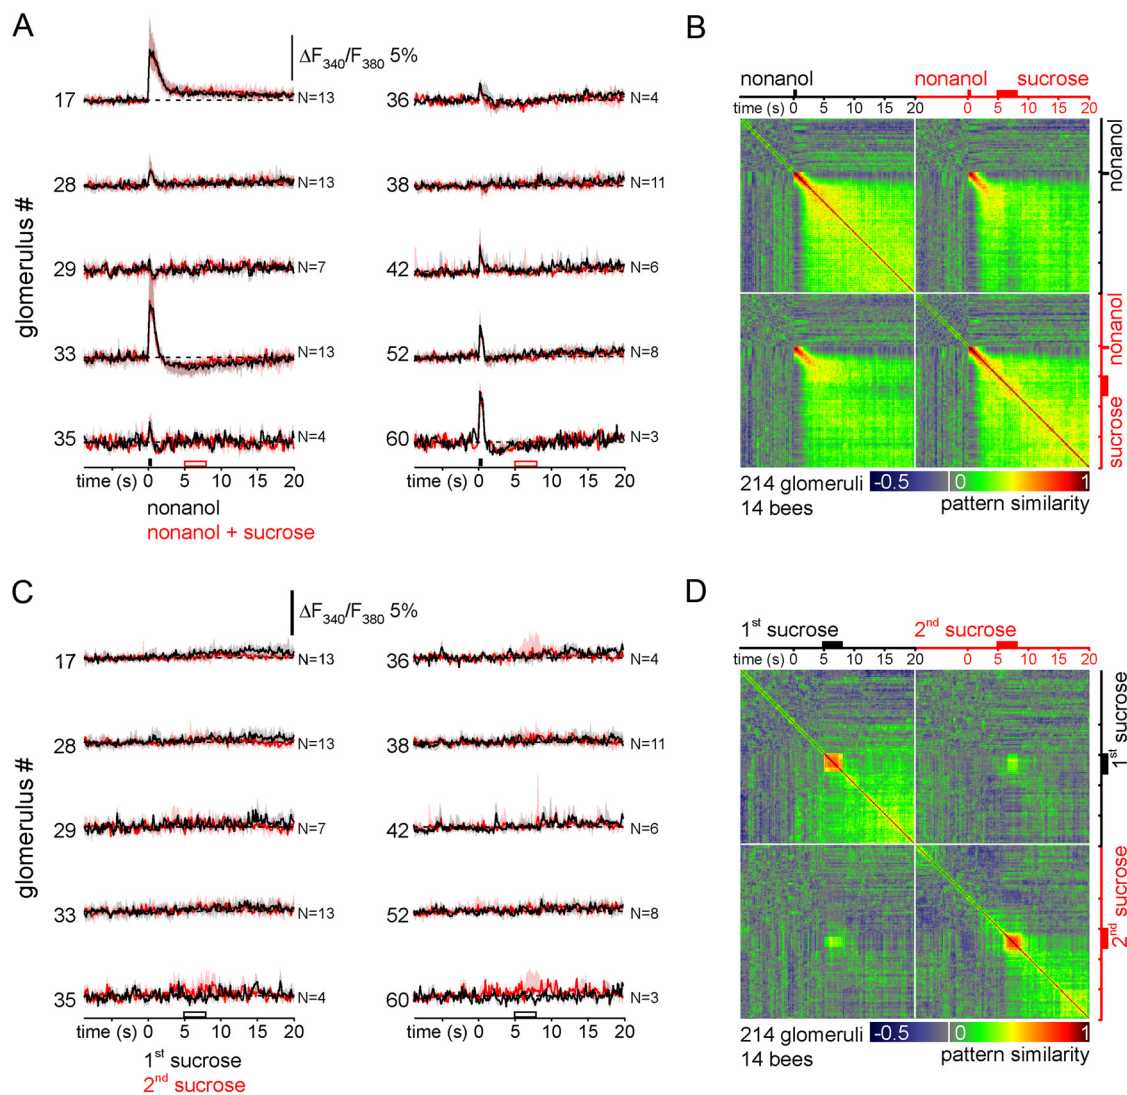 A
ΔF340/F380 5%
glomerulus #
17 N=13
36 N=4
28 N=13
38 N=11
29 N=7
42 N=6
33 N=13
52 N=8
35 N=4
60 N=3
time (s) 0 5 10 15 20
time (s) 0 5 10 15 20
nonanol
nonanol + sucrose
B
nonanol nonanol sucrose
time (s) 0 5 10 15 20 0 5 10 15 20
nonanol
nonanol
sucrose
214 glomeruli -0.5 0 1
14 bees pattern similarity
C
ΔF340/F380 5%
glomerulus #
17 N=13
36 N=4
28 N=13
38 N=11
29 N=7
42 N=6
33 N=13
52 N=8
35 N=4
60 N=3
time (s) 0 5 10 15 20
time (s) 0 5 10 15 20
1st sucrose
2nd sucrose
D
1st sucrose 2nd sucrose
time (s) 0 5 10 15 20 0 5 10 15 20
1st sucrose
2nd sucrose
214 glomeruli -0.5 0 1
14 bees pattern similarity